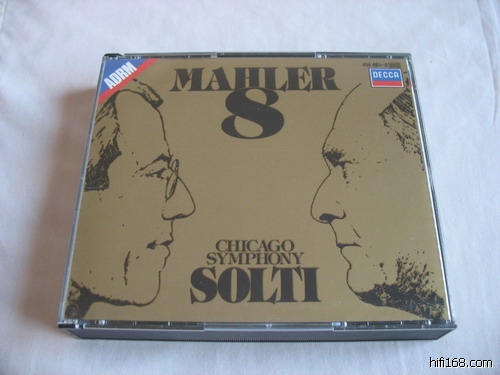 ADRM
MAHLER
8
DECCA
CHICAGO
SYMPHONY
SOLTI
hifi168.com